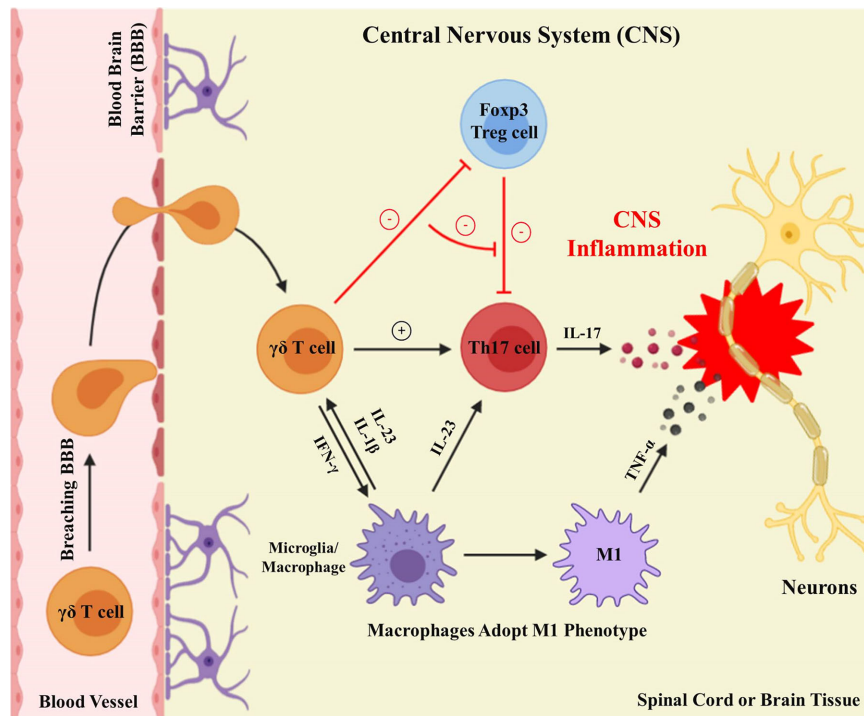 Central Nervous System (CNS)
Blood Brain
Barrier (BBB)
Foxp3
Treg cell
-
-
-
CNS
Inflammation
γδ T cell
+
Th17 cell
IL-17
IL-23
IL-1β
IFN-γ
IL-23
TNF-α
Breaching BBB
Microglia/
Macrophage
M1
Neurons
γδ T cell
Macrophages Adopt M1 Phenotype
Blood Vessel
Spinal Cord or Brain Tissue